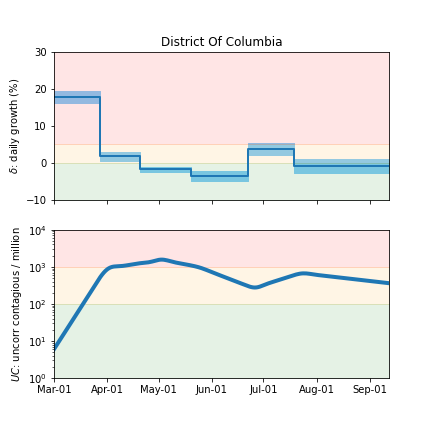 District Of Columbia
δ: daily growth (%)
30
20
10
0
−10
UC: uncorr contagious / million
10⁴
10³
10²
10¹
10⁰
Mar-01 Apr-01 May-01 Jun-01 Jul-01 Aug-01 Sep-01